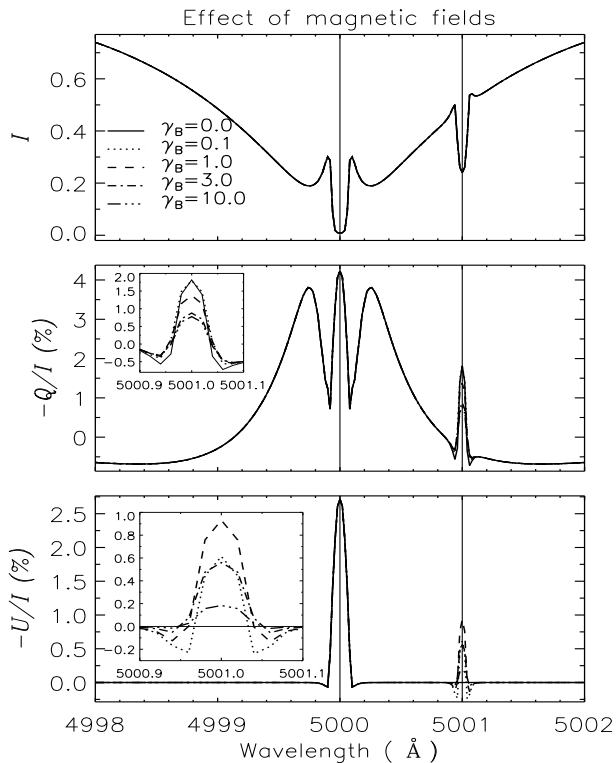 Effect of magnetic fields
0.6
0.4
0.2
0.0
I
γB=0.0
γB=0.1
γB=1.0
γB=3.0
γB=10.0
4
3
2
1
0
−Q/I (%)
2.0
1.5
1.0
0.5
0.0
−0.5
5000.9 5001.0 5001.1
2.5
2.0
1.5
1.0
0.5
0.0
−U/I (%)
1.0
0.8
0.6
0.4
0.2
−0.0
−0.2
5000.9 5001.0 5001.1
4998 4999 5000 5001 5002
Wavelength ( Å )